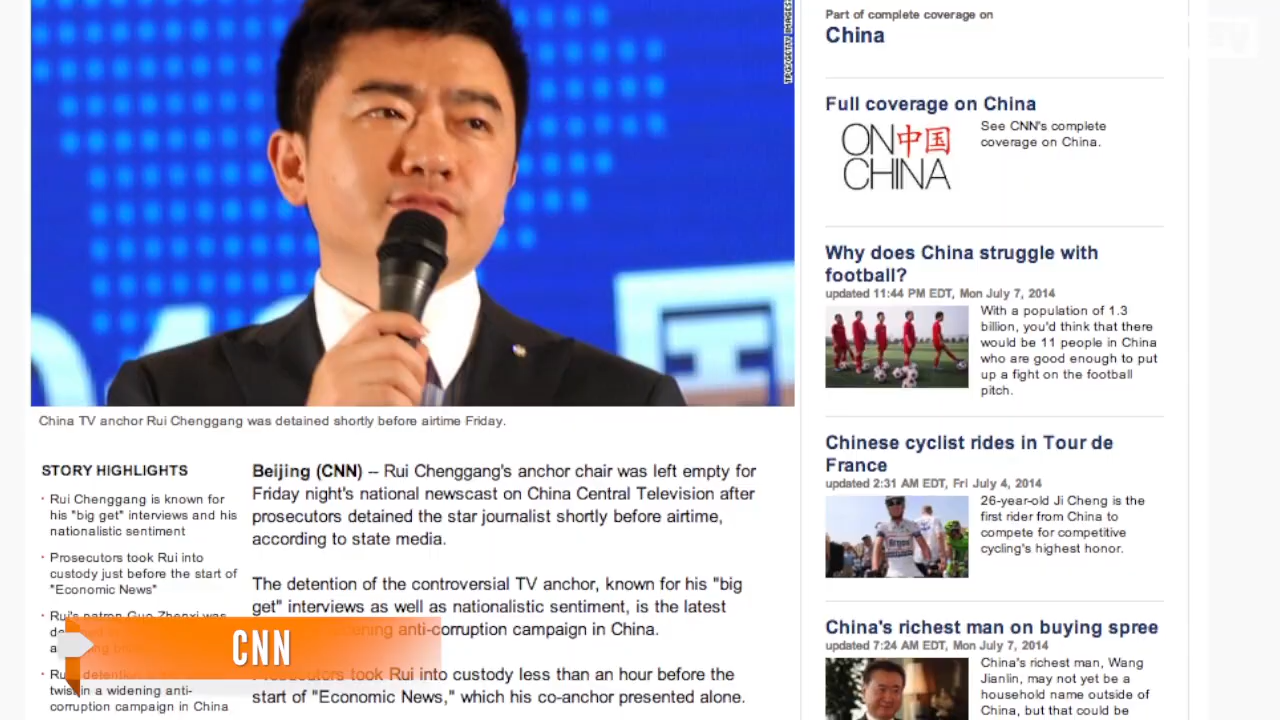 TPG/GETTY IMAGES
China TV anchor Rui Chenggang was detained shortly before airtime Friday.
STORY HIGHLIGHTS
Rui Chenggang is known for
his "big get" interviews and his
nationalistic sentiment
Prosecutors took Rui into
custody just before the start of
"Economic News"
Rui's patron Guo Zhenxi was
twist in a widening anti-
corruption campaign in China
Beijing (CNN) -- Rui Chenggang's anchor chair was left empty for
Friday night's national newscast on China Central Television after
prosecutors detained the star journalist shortly before airtime,
according to state media.
The detention of the controversial TV anchor, known for his "big
get" interviews as well as nationalistic sentiment, is the latest
anti-corruption campaign in China.
Prosecutors took Rui into custody less than an hour before the
start of "Economic News," which his co-anchor presented alone.
CNN
Part of complete coverage on
China
Full coverage on China
ON中国
CHINA
See CNN's complete
coverage on China.
Why does China struggle with
football?
updated 11:44 PM EDT, Mon July 7, 2014
With a population of 1.3
billion, you'd think that there
would be 11 people in China
who are good enough to put
up a fight on the football
pitch.
Chinese cyclist rides in Tour de
France
updated 2:31 AM EDT, Fri July 4, 2014
26-year-old Ji Cheng is the
first rider from China to
compete for competitive
cycling's highest honor.
China's richest man on buying spree
updated 7:24 AM EDT, Mon July 7, 2014
China's richest man, Wang
Jianlin, may not yet be a
household name outside of
China, but that could be